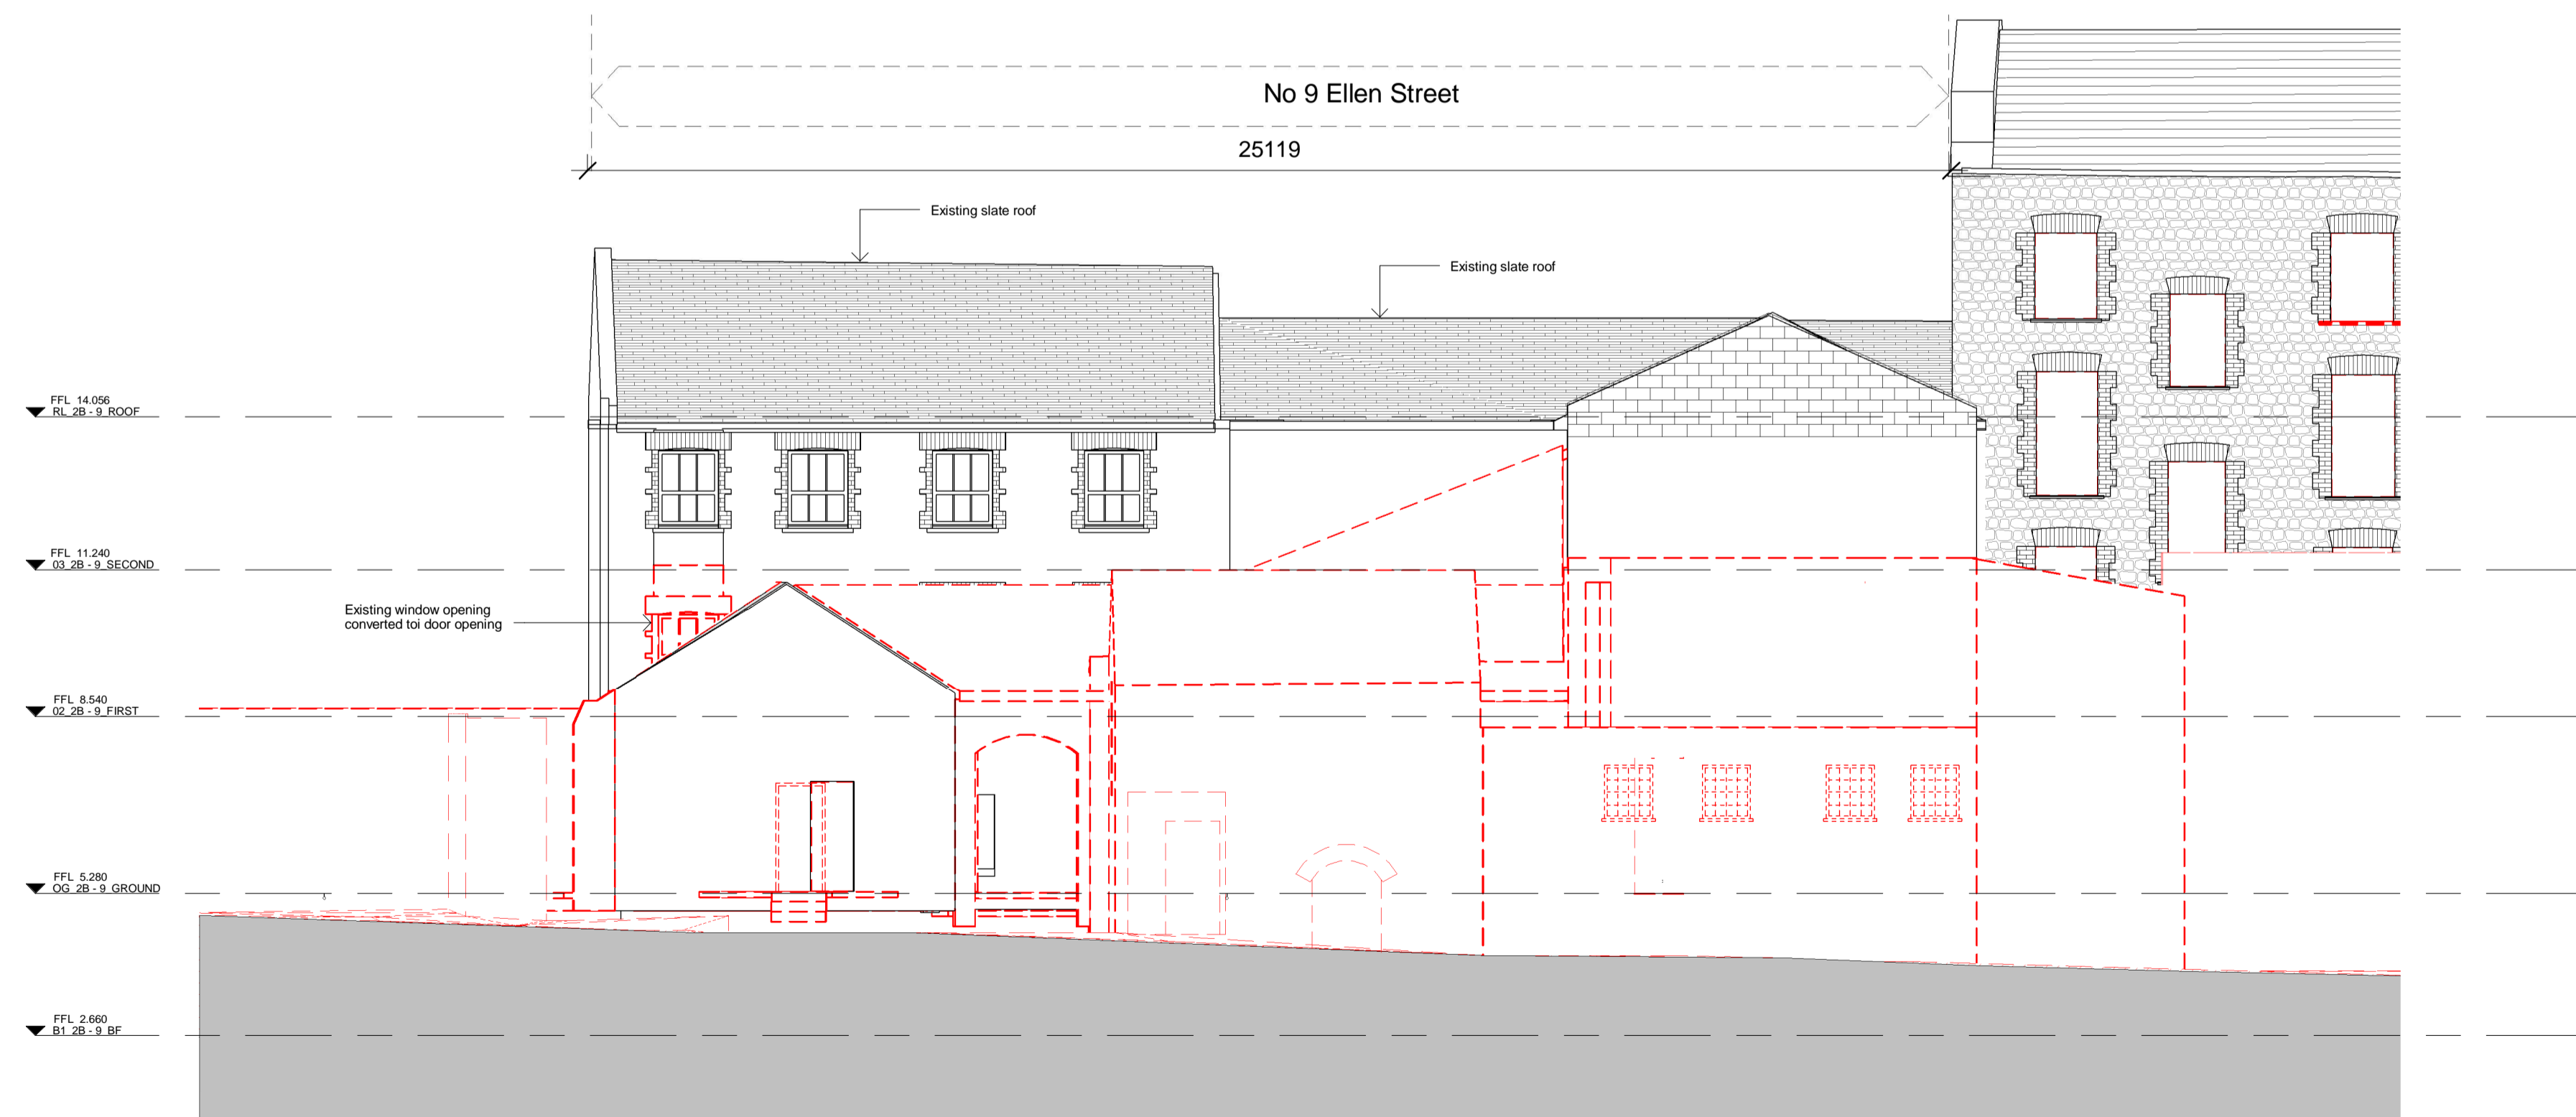 No 9 Ellen Street
25119
Existing slate roof
Existing slate roof
FFL 14.056
RL_2B - 9_ROOF
FFL 11.240
03_2B - 9_SECOND
Existing window opening
converted toi door opening
FFL 8.540
02_2B - 9_FIRST
FFL 5.280
OG_2B - 9_GROUND
FFL 2.660
B1_2B - 9_BF